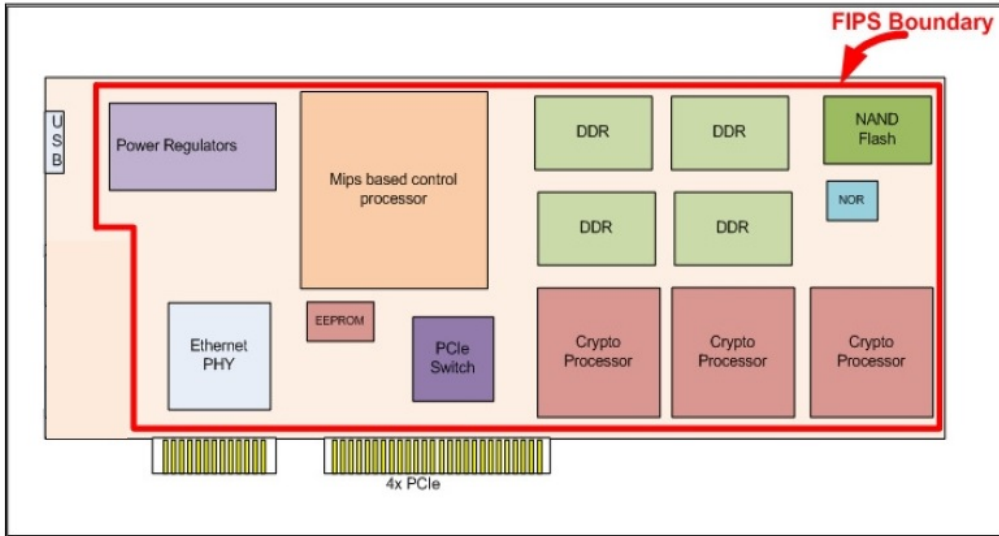 FIPS Boundary
U
S
B
Power Regulators
Mips based control
processor
DDR
DDR
NAND
Flash
NOR
DDR
DDR
EEPROM
Ethernet
PHY
PCIe
Switch
Crypto
Processor
Crypto
Processor
Crypto
Processor
4x PCIe